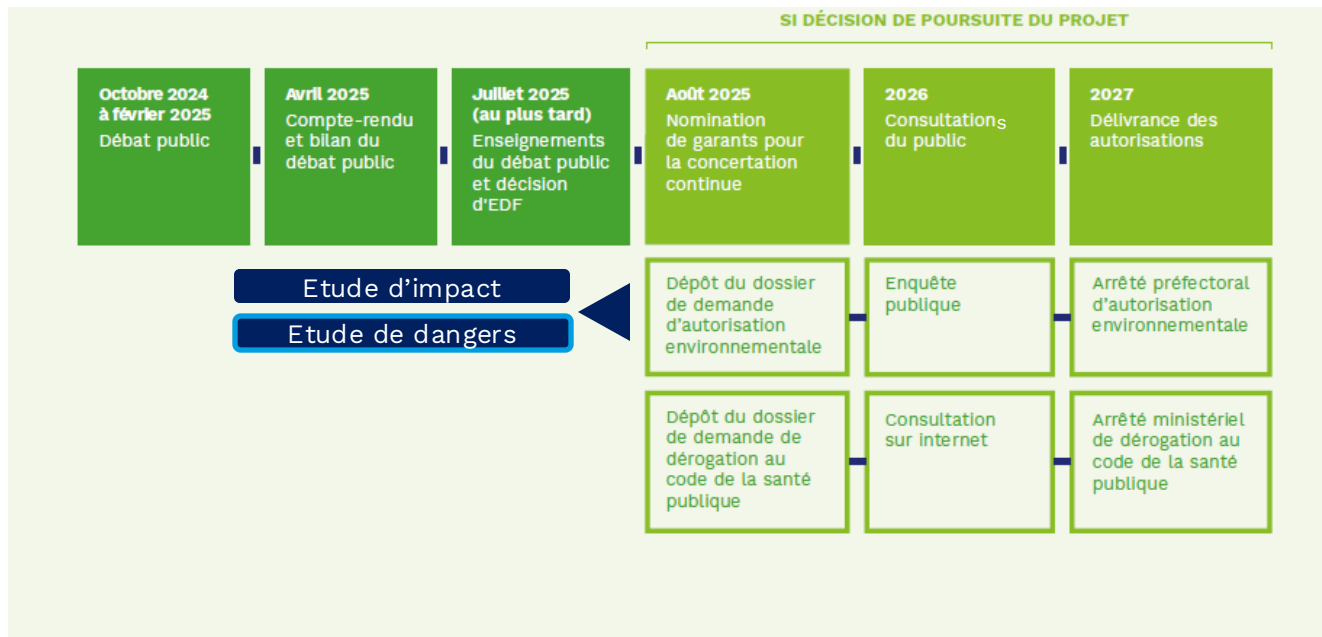 SI DÉCISION DE POURSUITE DU PROJET
Octobre 2024
à février 2025
Débat public
Avril 2025
Compte-rendu
et bilan du
débat public
Juillet 2025
(au plus tard)
Enseignements
du débat public
et décision
d'EDF
Août 2025
Nomination
de garants pour
la concertation
continue
2026
Consultations
du public
2027
Délivrance des
autorisations
Etude d'impact
Etude de dangers
Dépôt du dossier
de demande
d'autorisation
environnementale
Enquête
publique
Arrêté préfectoral
d'autorisation
environnementale
Dépôt du dossier
de demande de
dérogation au
code de la santé
publique
Consultation
sur internet
Arrêté ministériel
de dérogation au
code de la santé
publique